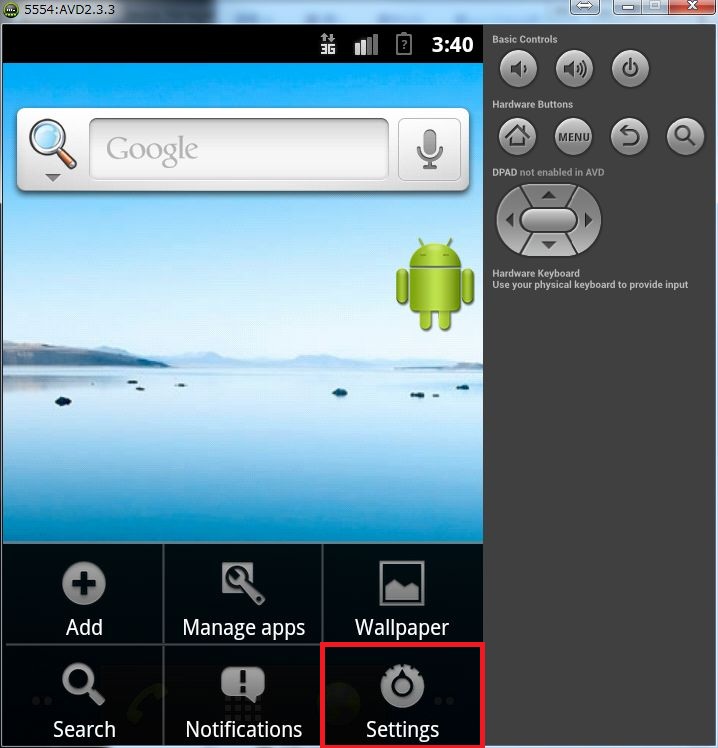 5554:AVD2.3.3
3G
3:40
Google
Add
Manage apps
Wallpaper
Search
Notifications
Settings
Basic Controls
Hardware Buttons
MENU
DPAD not enabled in AVD
Hardware Keyboard
Use your physical keyboard to provide input